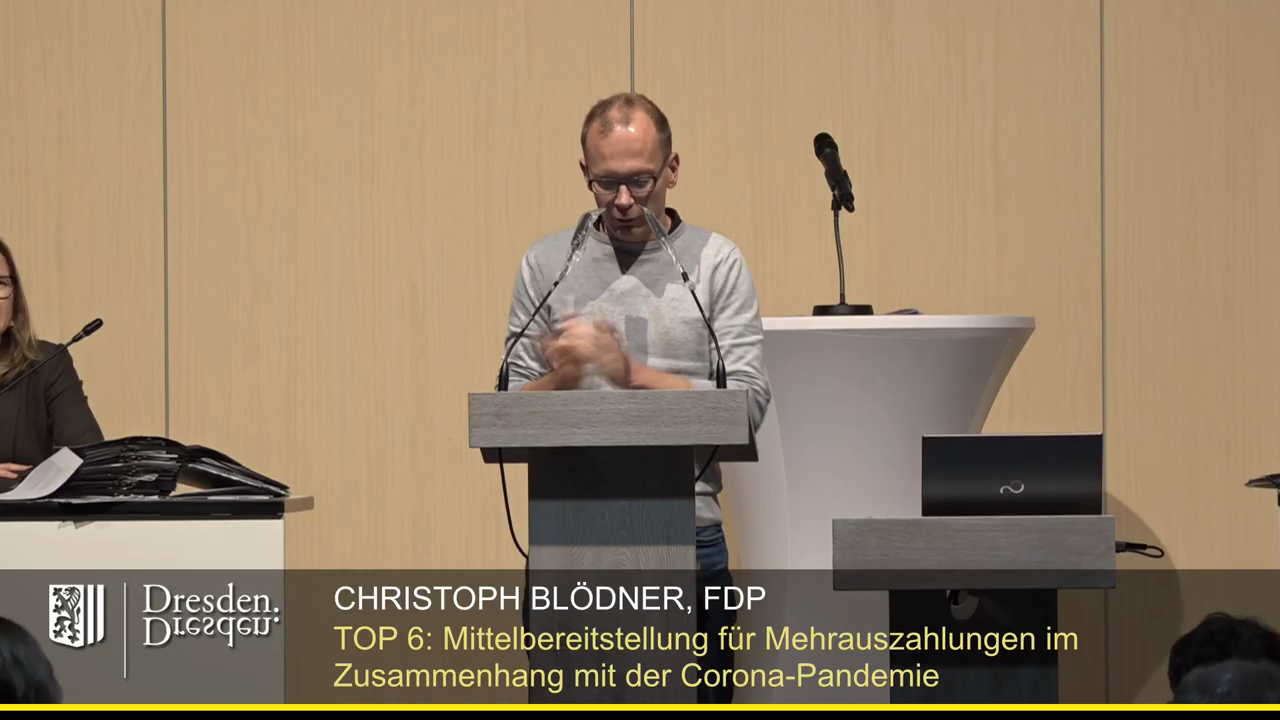 Dresden.
Dresden.
CHRISTOPH BLÖDNER, FDP
TOP 6: Mittelbereitstellung für Mehrauszahlungen im
Zusammenhang mit der Corona-Pandemie